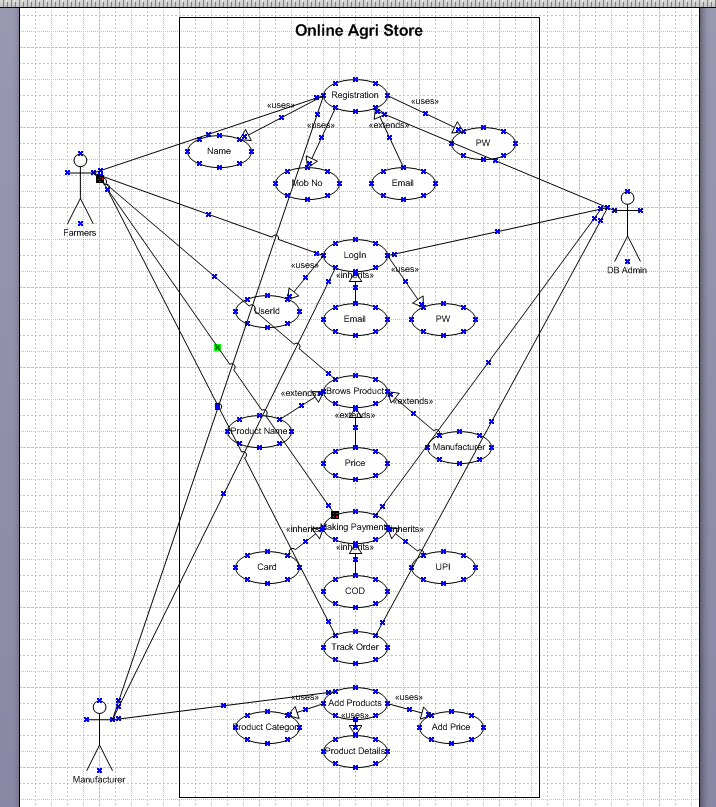 Online Agri Store
Registration
«uses»
«uses»
«uses»
«extends»
Name
PW
Mob No
Email
Farmers
DB Admin
LogIn
«uses»
«inherits»
«uses»
UserId
Email
PW
Brows Product
«extends»
«extends»
«extends»
Product Name
Manufacturer
Price
Making Payment
«inherits»
«inherits»
«inherits»
Card
UPI
COD
Track Order
Add Products
«uses»
«uses»
«uses»
Product Category
Add Price
Product Details
Manufacturer